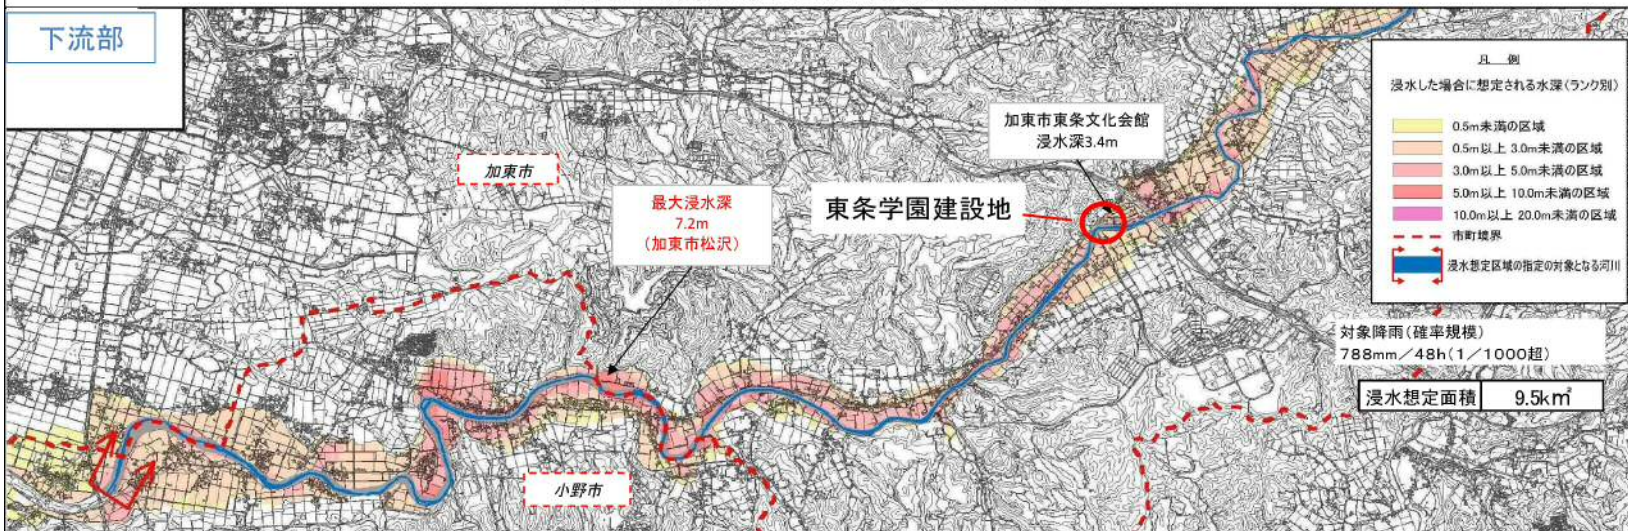 下流部
加東市
最大浸水深
7.2m
(加東市松沢)
加東市東条文化会館
浸水深3.4m
東条学園建設地
小野市
凡 例
浸水した場合に想定される水深(ランク別)
0.5m未満の区域
0.5m以上 3.0m未満の区域
3.0m以上 5.0m未満の区域
5.0m以上 10.0m未満の区域
10.0m以上 20.0m未満の区域
市町境界
浸水想定区域の指定の対象となる河川
対象降雨(確率規模)
788mm/48h(1/1000超)
浸水想定面積 9.5k㎡